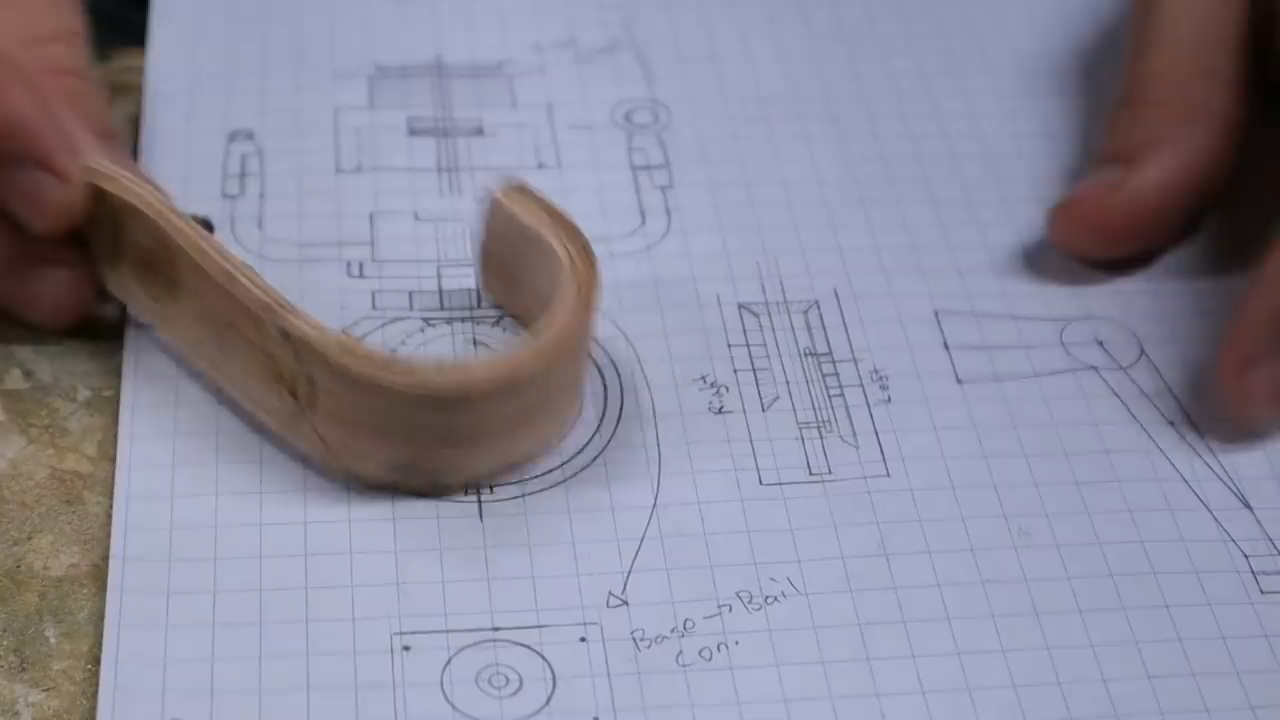 Right
Left
Base → Bail
con.